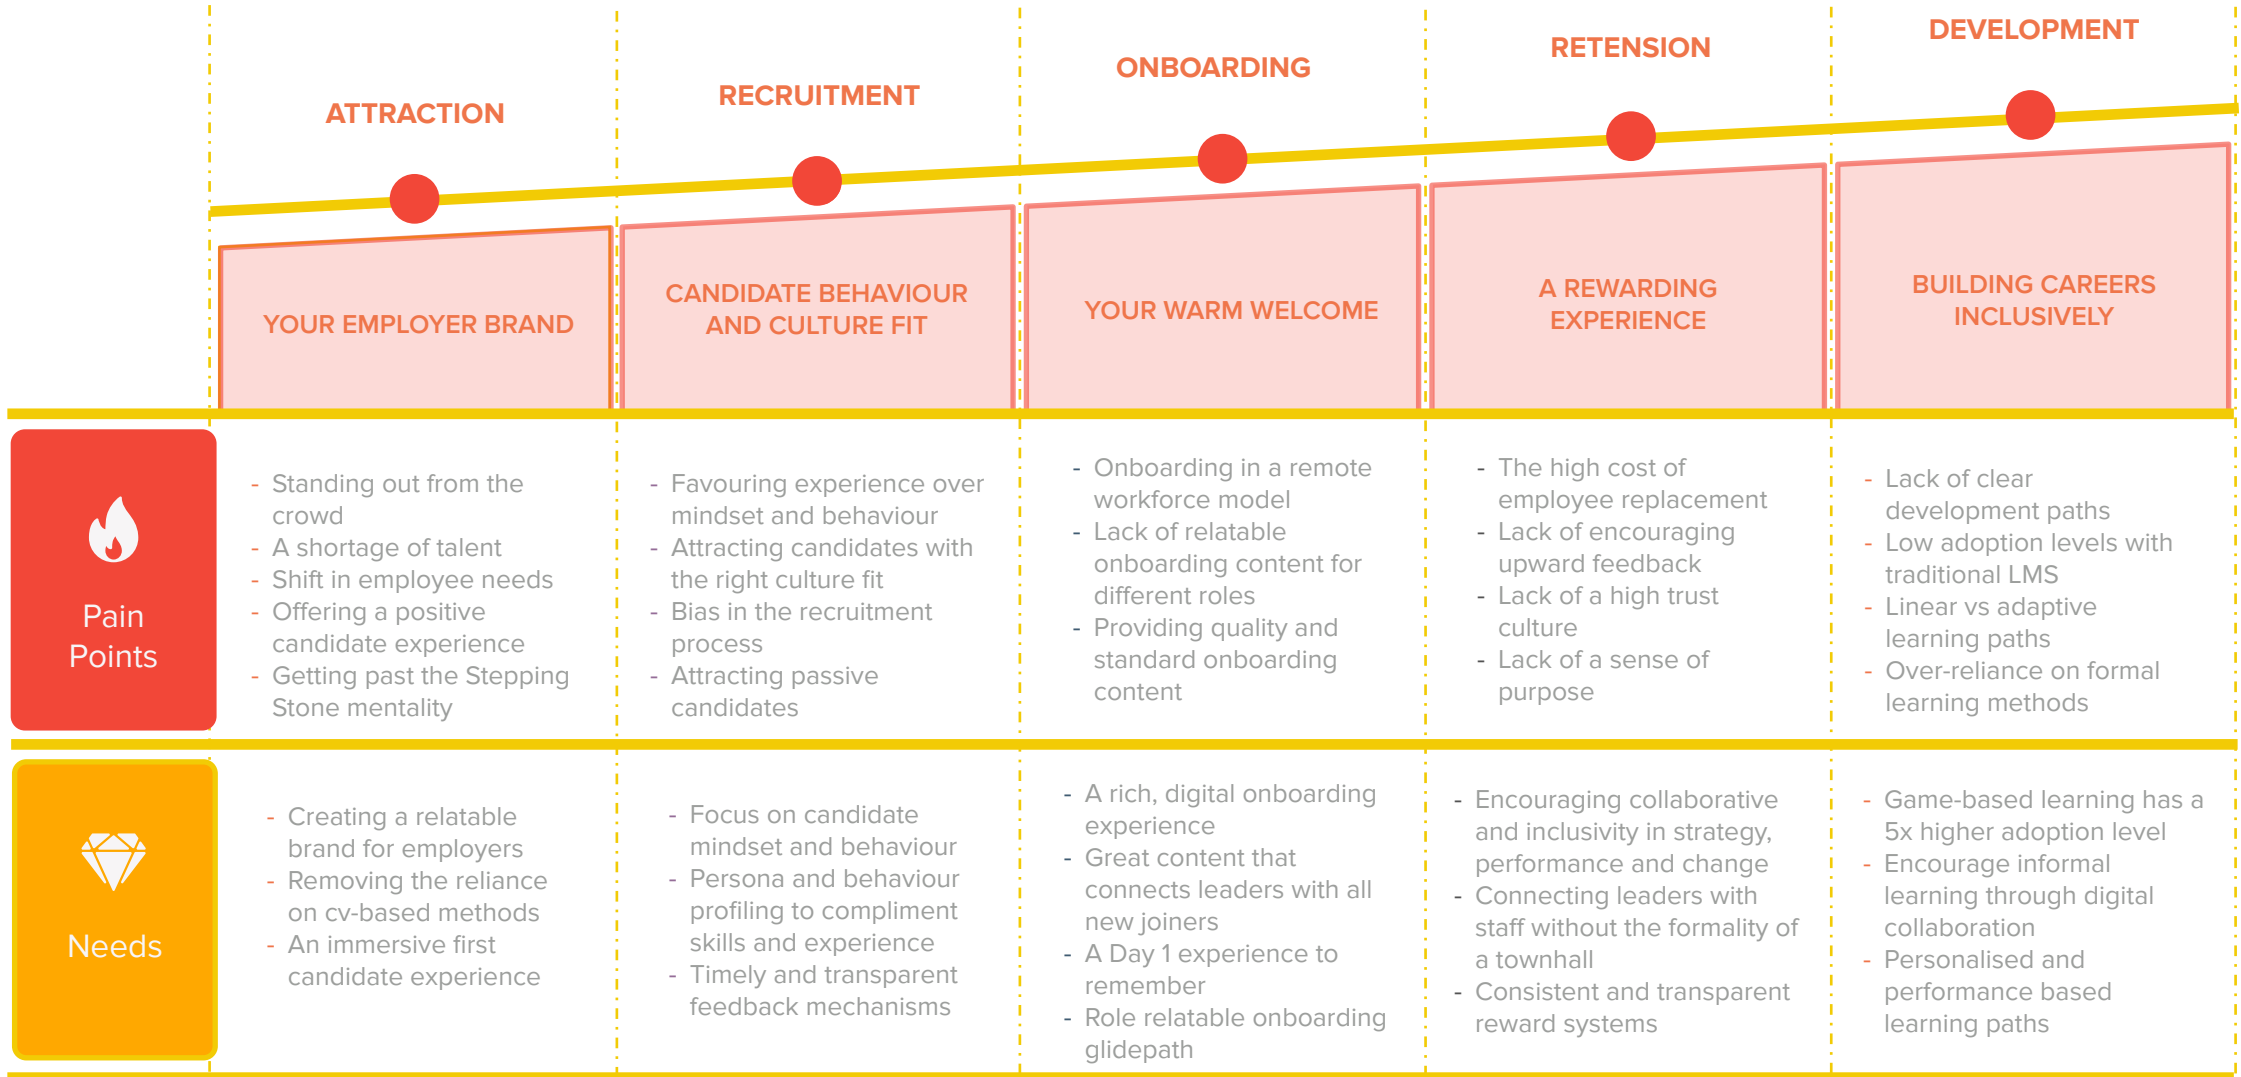 ATTRACTION
RECRUITMENT
ONBOARDING
RETENSION
DEVELOPMENT
YOUR EMPLOYER BRAND
CANDIDATE BEHAVIOUR
AND CULTURE FIT
YOUR WARM WELCOME
A REWARDING
EXPERIENCE
BUILDING CAREERS
INCLUSIVELY
Pain
Points
- Standing out from the
crowd
- A shortage of talent
- Shift in employee needs
- Offering a positive
candidate experience
- Getting past the Stepping
Stone mentality
- Favouring experience over
mindset and behaviour
- Attracting candidates with
the right culture fit
- Bias in the recruitment
process
- Attracting passive
candidates
- Onboarding in a remote
workforce model
- Lack of relatable
onboarding content for
different roles
- Providing quality and
standard onboarding
content
- The high cost of
employee replacement
- Lack of encouraging
upward feedback
- Lack of a high trust
culture
- Lack of a sense of
purpose
- Lack of clear
development paths
- Low adoption levels with
traditional LMS
- Linear vs adaptive
learning paths
- Over-reliance on formal
learning methods
Needs
- Creating a relatable
brand for employers
- Removing the reliance
on cv-based methods
- An immersive first
candidate experience
- Focus on candidate
mindset and behaviour
- Persona and behaviour
profiling to compliment
skills and experience
- Timely and transparent
feedback mechanisms
- A rich, digital onboarding
experience
- Great content that
connects leaders with all
new joiners
- A Day 1 experience to
remember
- Role relatable onboarding
glidepath
- Encouraging collaborative
and inclusivity in strategy,
performance and change
- Connecting leaders with
staff without the formality of
a townhall
- Consistent and transparent
reward systems
- Game-based learning has a
5x higher adoption level
- Encourage informal
learning through digital
collaboration
- Personalised and
performance based
learning paths